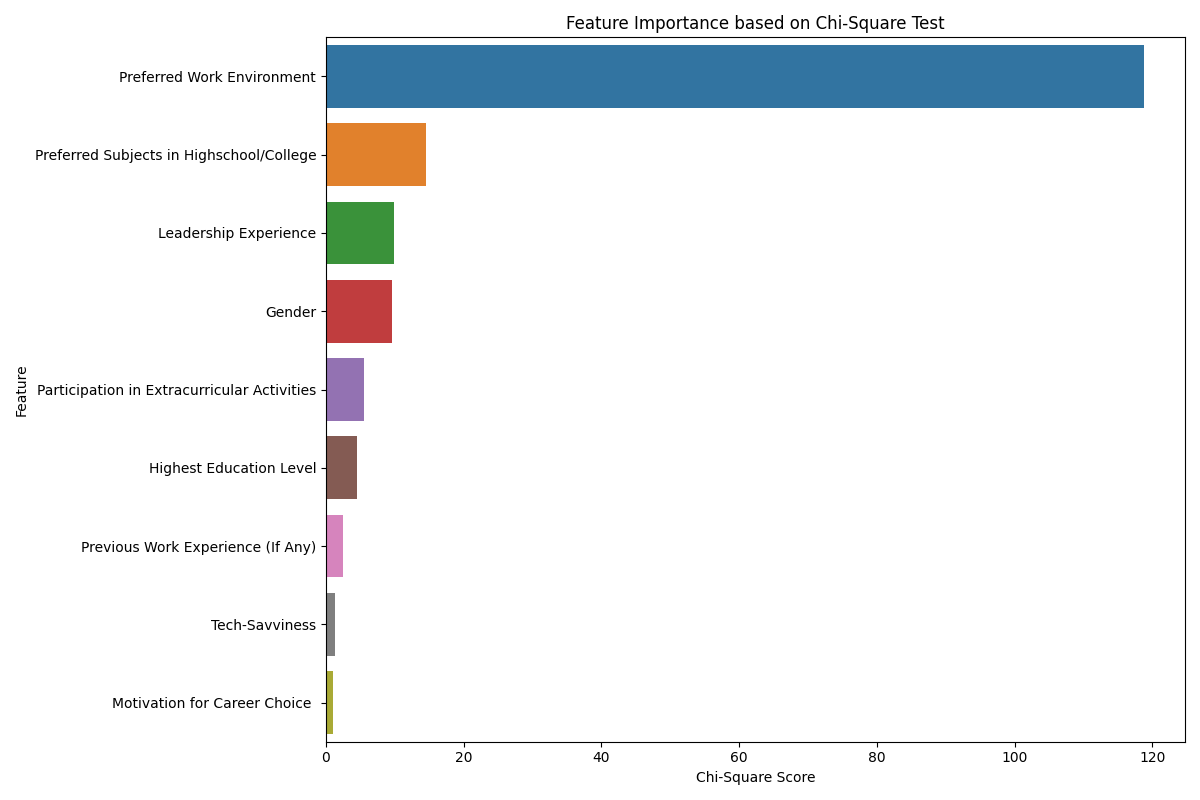 Feature Importance based on Chi-Square Test
Preferred Work Environment
Preferred Subjects in Highschool/College
Leadership Experience
Gender
Participation in Extracurricular Activities
Highest Education Level
Previous Work Experience (If Any)
Tech-Savviness
Motivation for Career Choice
Feature
0 20 40 60 80 100 120
Chi-Square Score